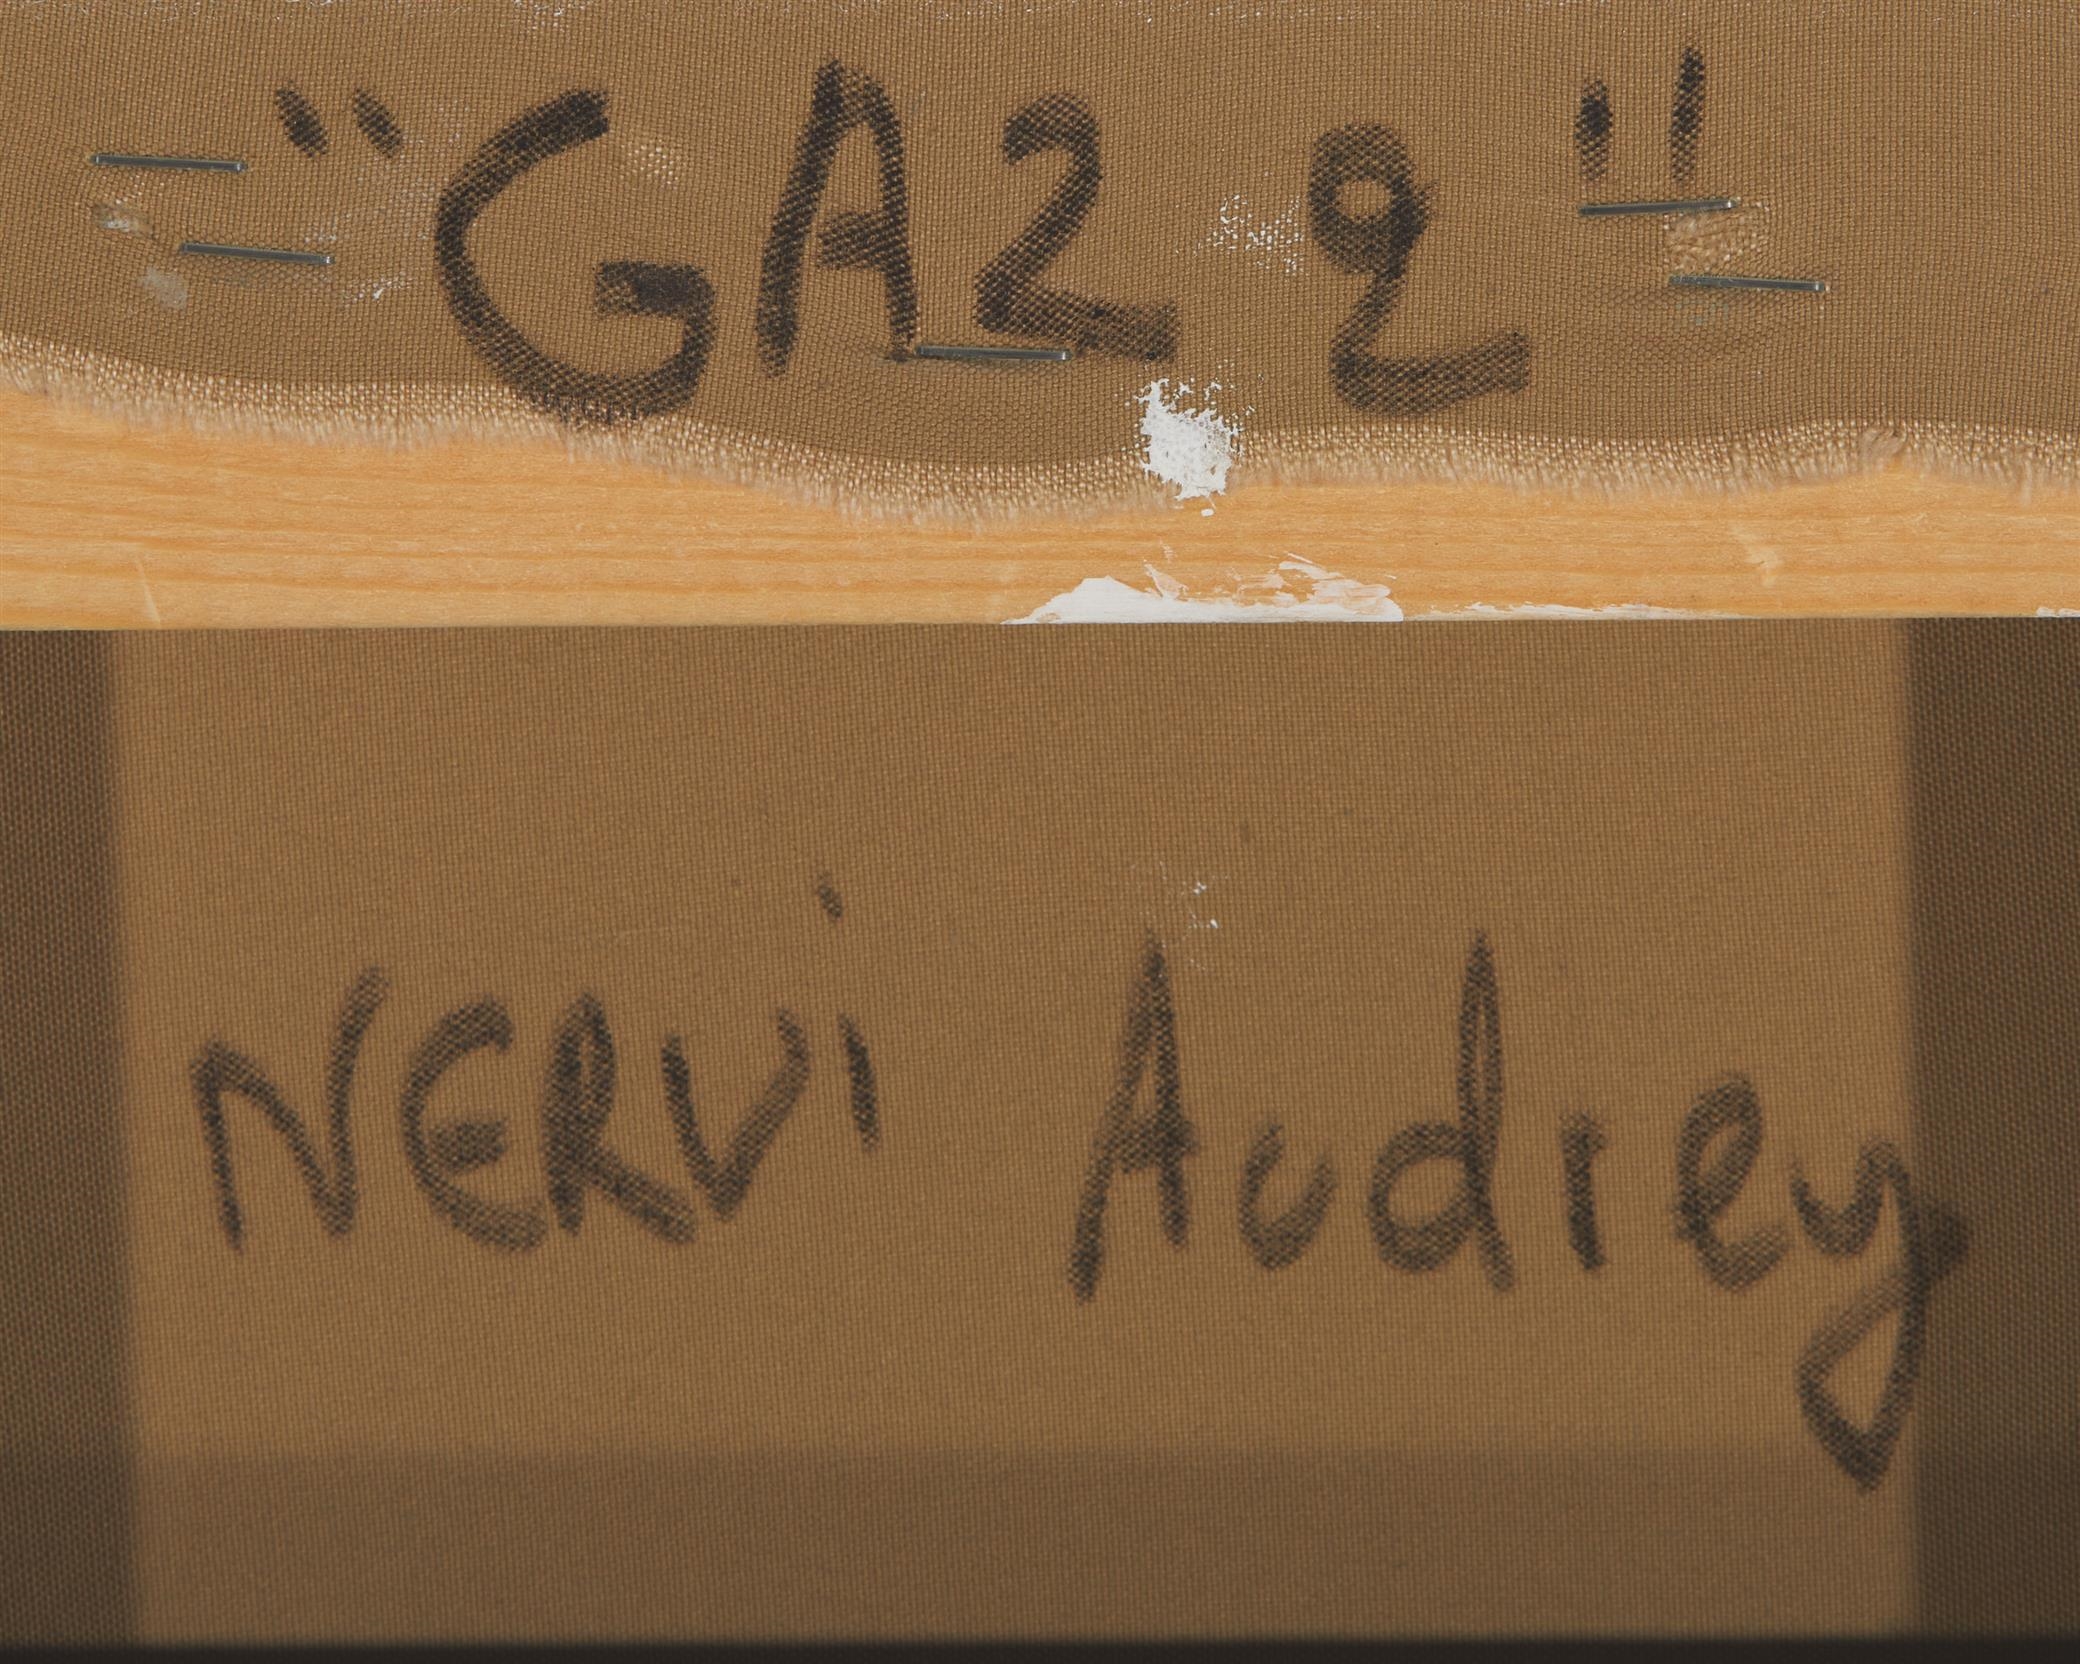 "GAZ 2"
NERVi Audrey